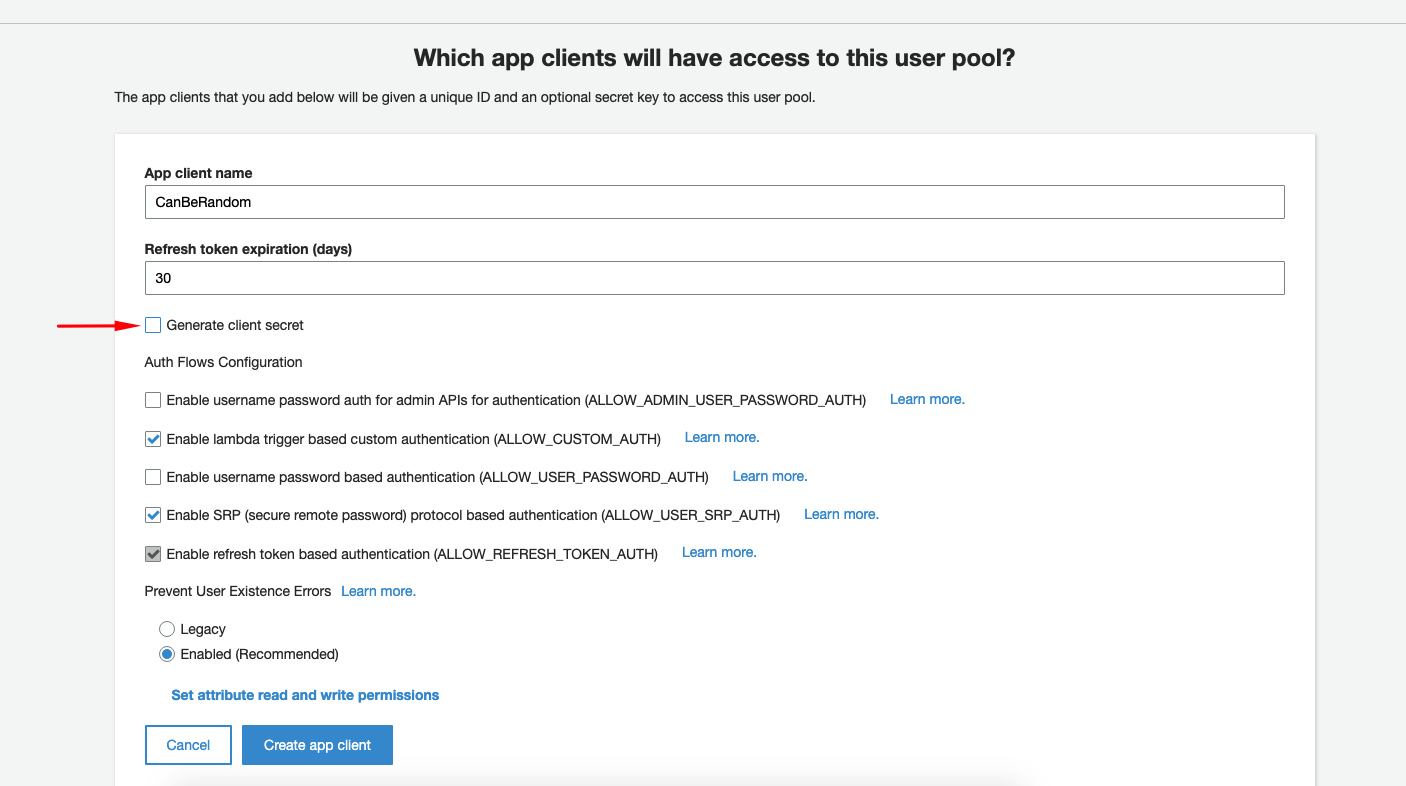 Which app clients will have access to this user pool?
The app clients that you add below will be given a unique ID and an optional secret key to access this user pool.
App client name
CanBeRandom
Refresh token expiration (days)
30
Generate client secret
Auth Flows Configuration
Enable username password auth for admin APIs for authentication (ALLOW_ADMIN_USER_PASSWORD_AUTH) Learn more.
Enable lambda trigger based custom authentication (ALLOW_CUSTOM_AUTH) Learn more.
Enable username password based authentication (ALLOW_USER_PASSWORD_AUTH) Learn more.
Enable SRP (secure remote password) protocol based authentication (ALLOW_USER_SRP_AUTH) Learn more.
Enable refresh token based authentication (ALLOW_REFRESH_TOKEN_AUTH) Learn more.
Prevent User Existence Errors Learn more.
Legacy
Enabled (Recommended)
Set attribute read and write permissions
Cancel Create app client